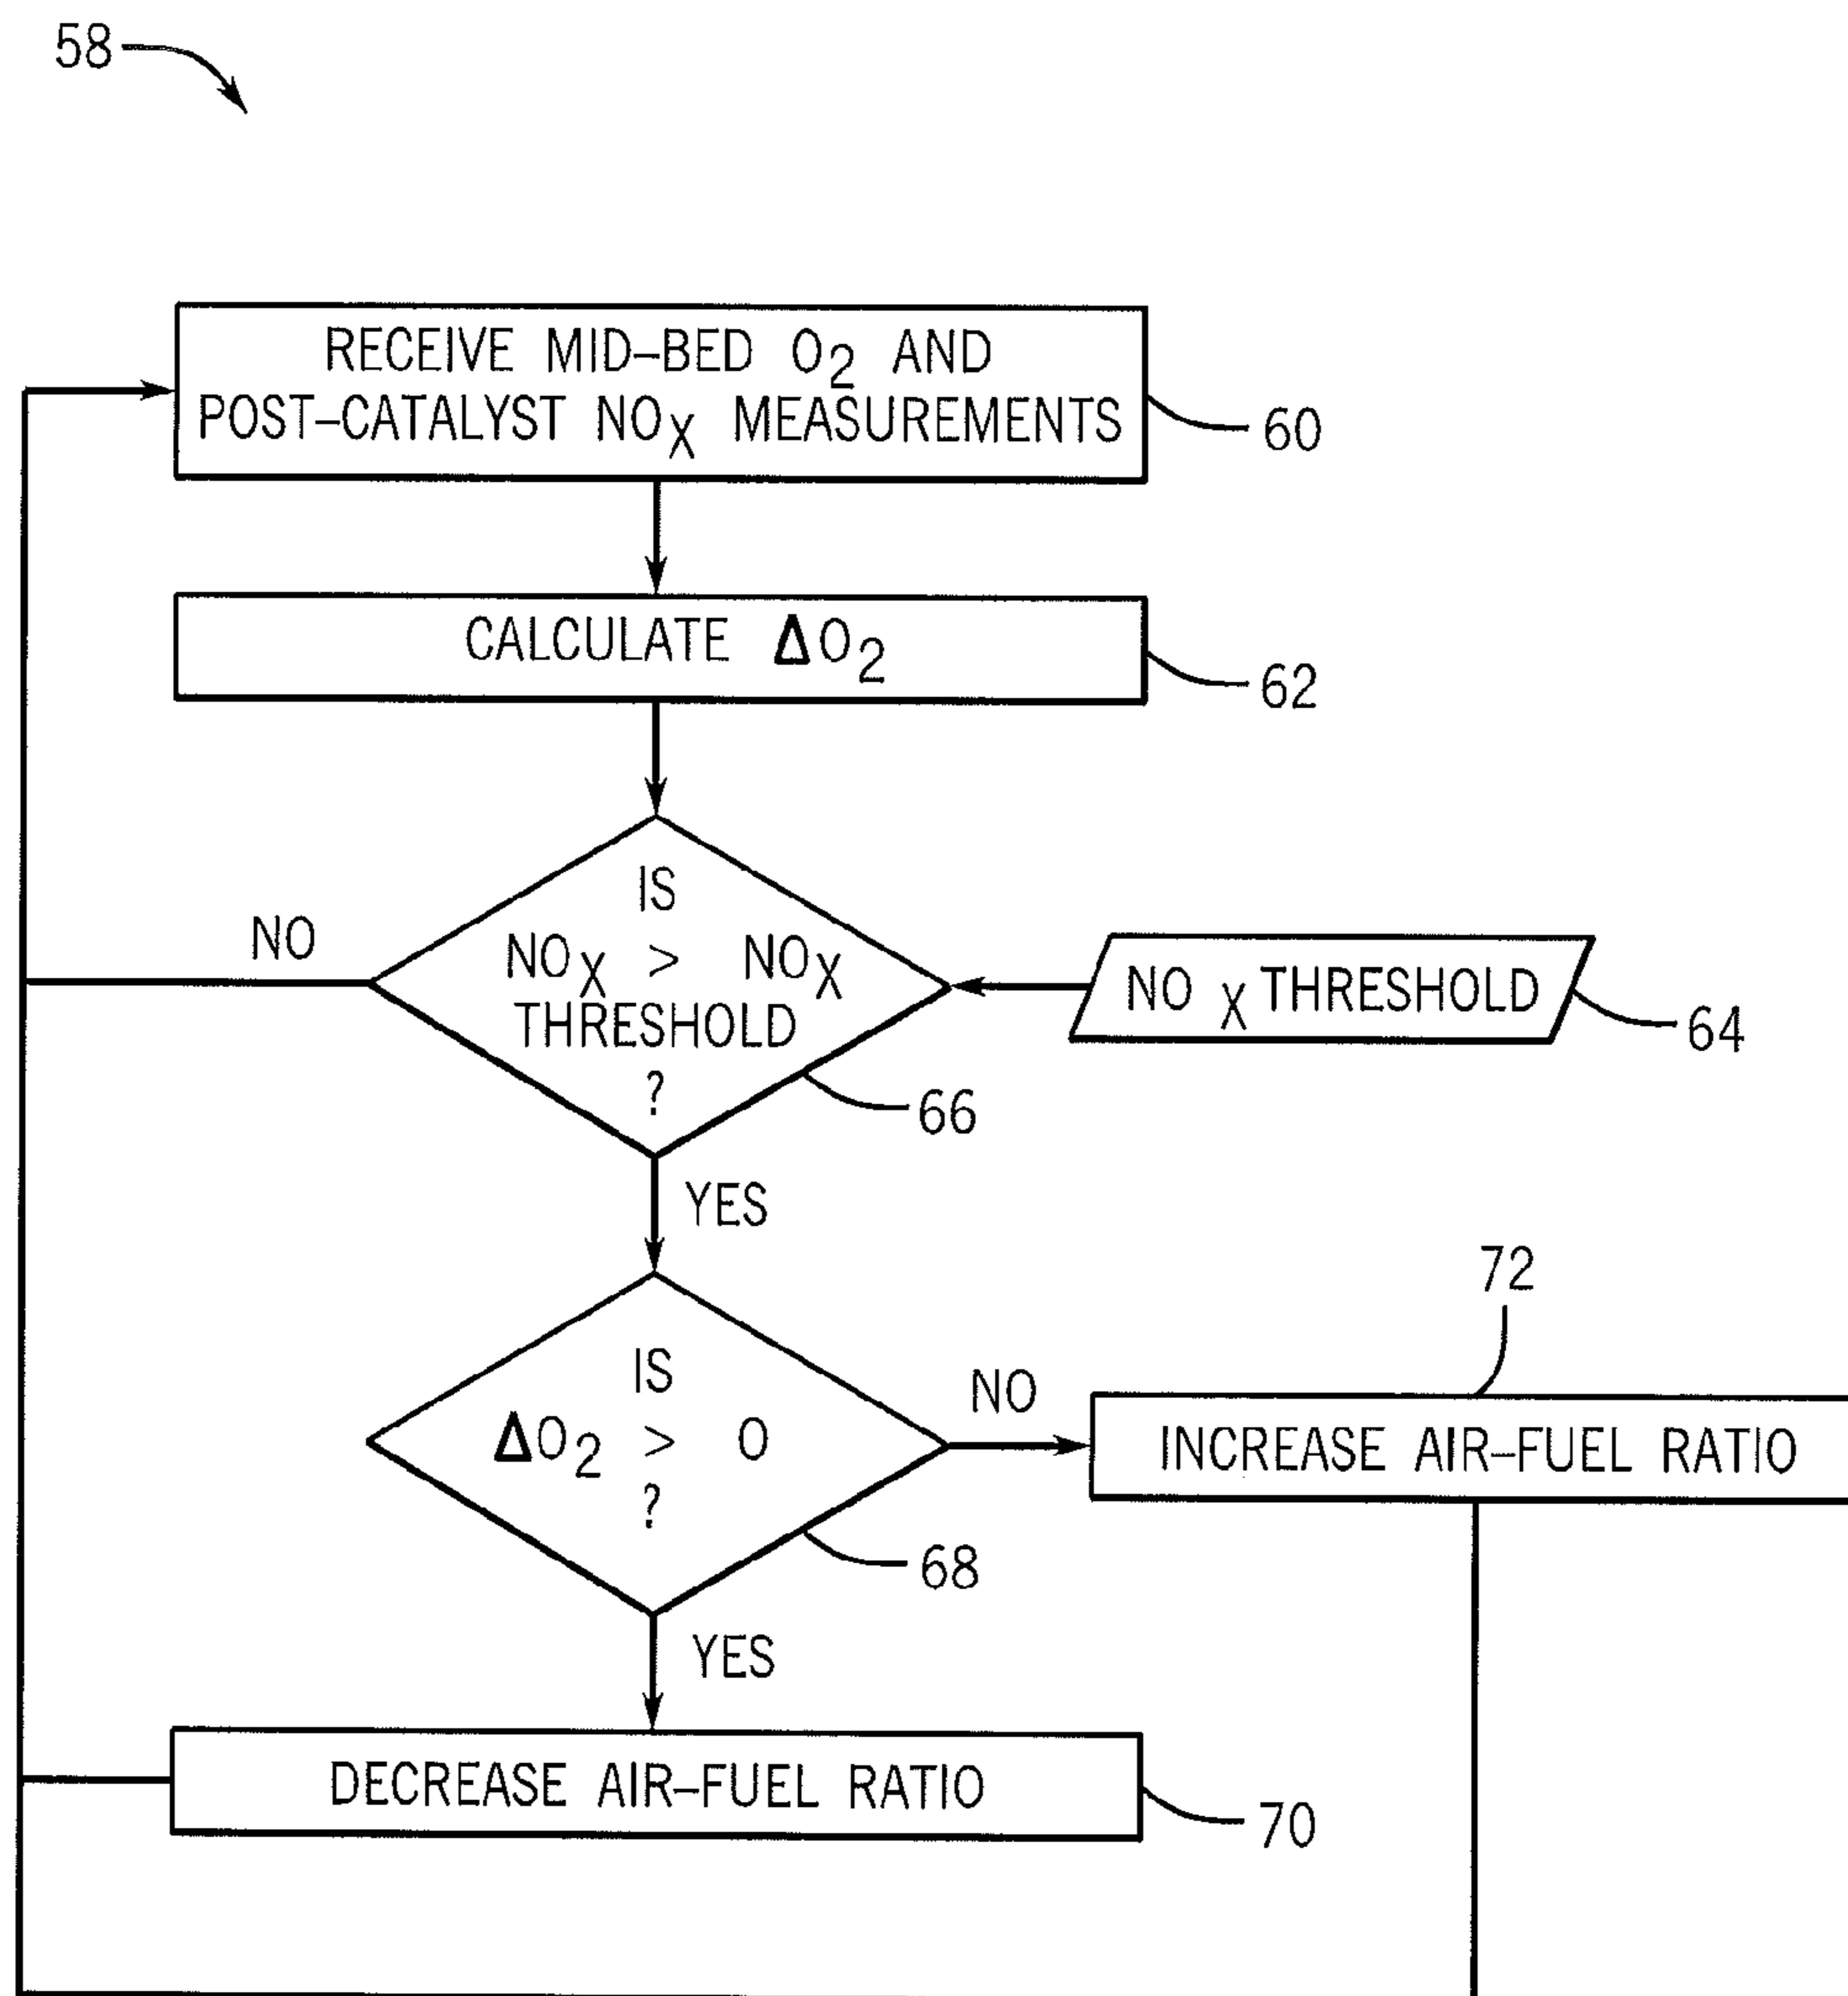 58
RECEIVE MID-BED O₂ AND
POST-CATALYST NOX MEASUREMENTS
60
CALCULATE ΔO₂
62
IS
NOX > NOX
THRESHOLD
?
66
NO
NO X THRESHOLD
64
YES
IS
ΔO₂ > 0
?
68
NO
72
INCREASE AIR-FUEL RATIO
YES
DECREASE AIR-FUEL RATIO
70